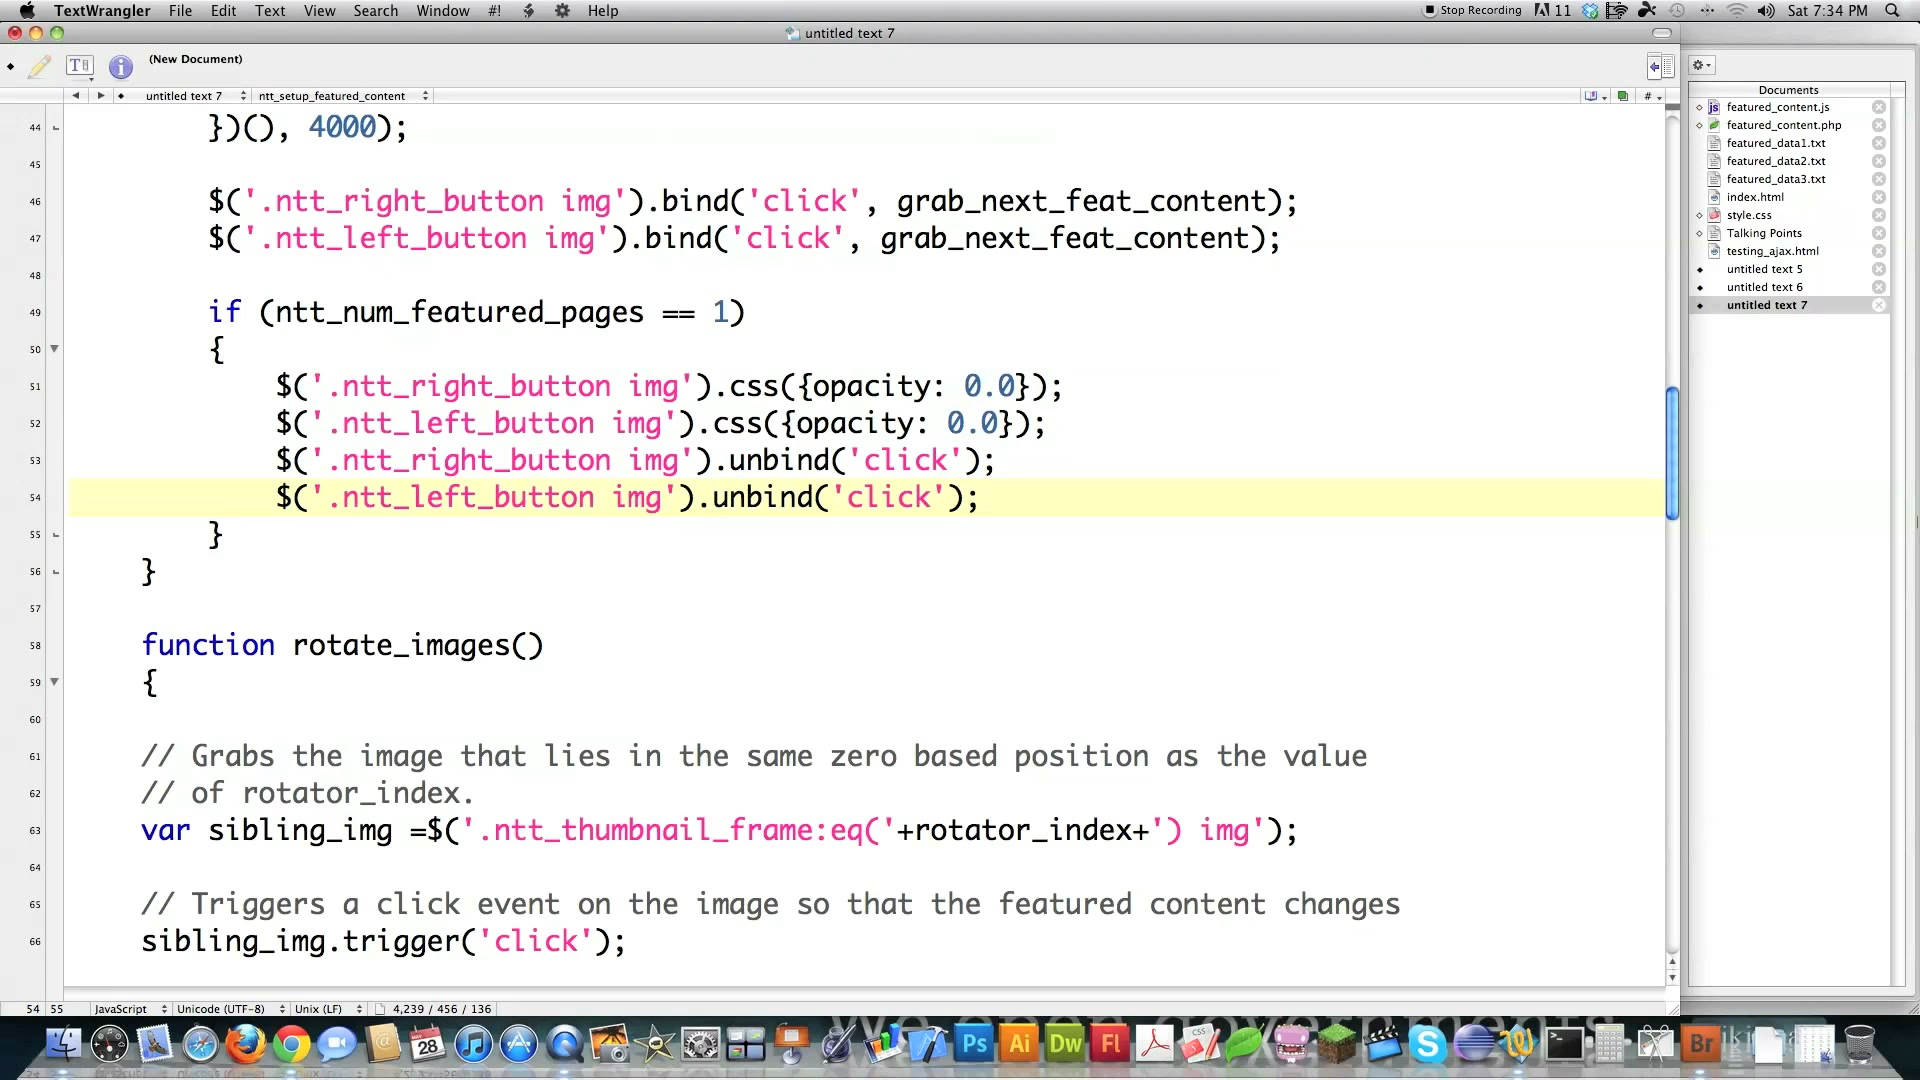 TextWrangler File Edit Text View Search Window #! Help Stop Recording 11 Sat 7:34 PM
untitled text 7
(New Document)
untitled text 7 ntt_setup_featured_content #
Documents
featured_content.js
featured_content.php
featured_data1.txt
featured_data2.txt
featured_data3.txt
index.html
style.css
Talking Points
testing_ajax.html
untitled text 5
untitled text 6
untitled text 7
44 })(), 4000);
45
46 $('.ntt_right_button img').bind('click', grab_next_feat_content);
47 $('.ntt_left_button img').bind('click', grab_next_feat_content);
48
49 if (ntt_num_featured_pages == 1)
50 {
51 $('.ntt_right_button img').css({opacity: 0.0});
52 $('.ntt_left_button img').css({opacity: 0.0});
53 $('.ntt_right_button img').unbind('click');
54 $('.ntt_left_button img').unbind('click');
55 }
56 }
57
58 function rotate_images()
59 {
60
61 // Grabs the image that lies in the same zero based position as the value
62 // of rotator_index.
63 var sibling_img =$('.ntt_thumbnail_frame:eq('+rotator_index+') img');
64
65 // Triggers a click event on the image so that the featured content changes
66 sibling_img.trigger('click');
54 55 JavaScript Unicode (UTF-8) Unix (LF) 4,239 / 456 / 136
28 Ps Ai Dw Fl CSS S Br